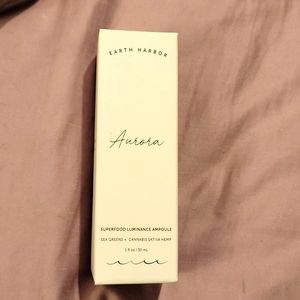 EARTH HARBOR
Aurora
SUPERFOOD LUMINANCE AMPOULE
SEA GREENS + CANNABIS SATIVA HEMP
1 fl oz | 30 mL